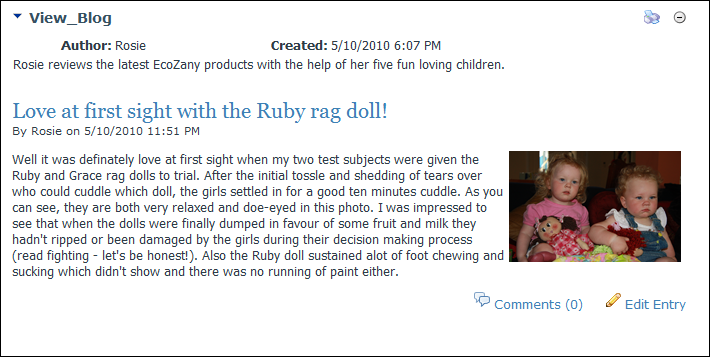 View_Blog
Author: Rosie Created: 5/10/2010 6:07 PM
Rosie reviews the latest EcoZany products with the help of her five fun loving children.
Love at first sight with the Ruby rag doll!
By Rosie on 5/10/2010 11:51 PM
Well it was definately love at first sight when my two test subjects were given the
Ruby and Grace rag dolls to trial. After the initial tossle and shedding of tears over
who could cuddle which doll, the girls settled in for a good ten minutes cuddle. As you
can see, they are both very relaxed and doe-eyed in this photo. I was impressed to
see that when the dolls were finally dumped in favour of some fruit and milk they
hadn't ripped or been damaged by the girls during their decision making process
(read fighting - let's be honest!). Also the Ruby doll sustained alot of foot chewing and
sucking which didn't show and there was no running of paint either.
Comments (0) Edit Entry